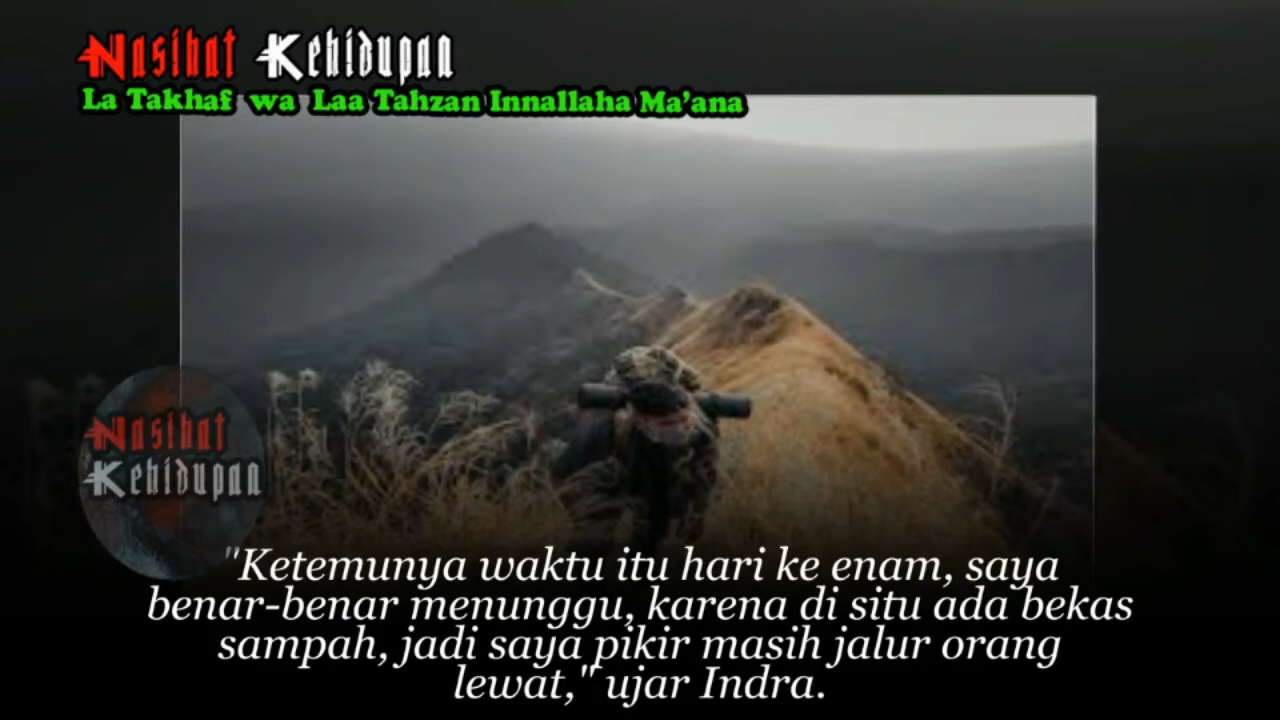 Nasihat Kehidupan
La Takhaf wa Laa Tahzan Innallaha Ma'ana
Nasihat
Kehidupan
"Ketemunya waktu itu hari ke enam, saya
benar-benar menunggu, karena di situ ada bekas
sampah, jadi saya pikir masih jalur orang
lewat," ujar Indra.